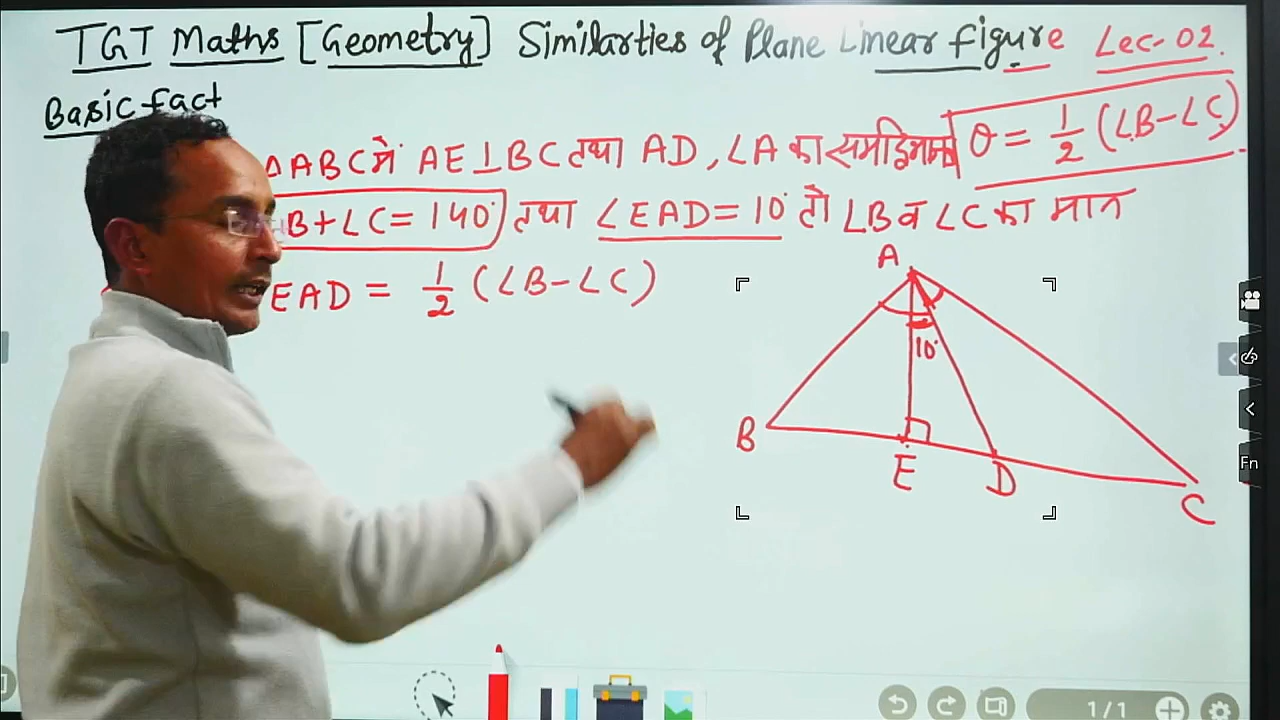 TGT Maths [Geometry] Similarties of Plane Linear figure Lec-02.
Basic fact
ΔABC में AE⊥BC तथा AD, ∠A का समद्विभाजक θ = 1/2 (∠B-∠C)
B+∠C = 140° तथा ∠EAD = 10° तो ∠B व ∠C का मान
EAD = 1/2 (∠B-∠C)
A
10°
B
E
D
C
Fn
1/1